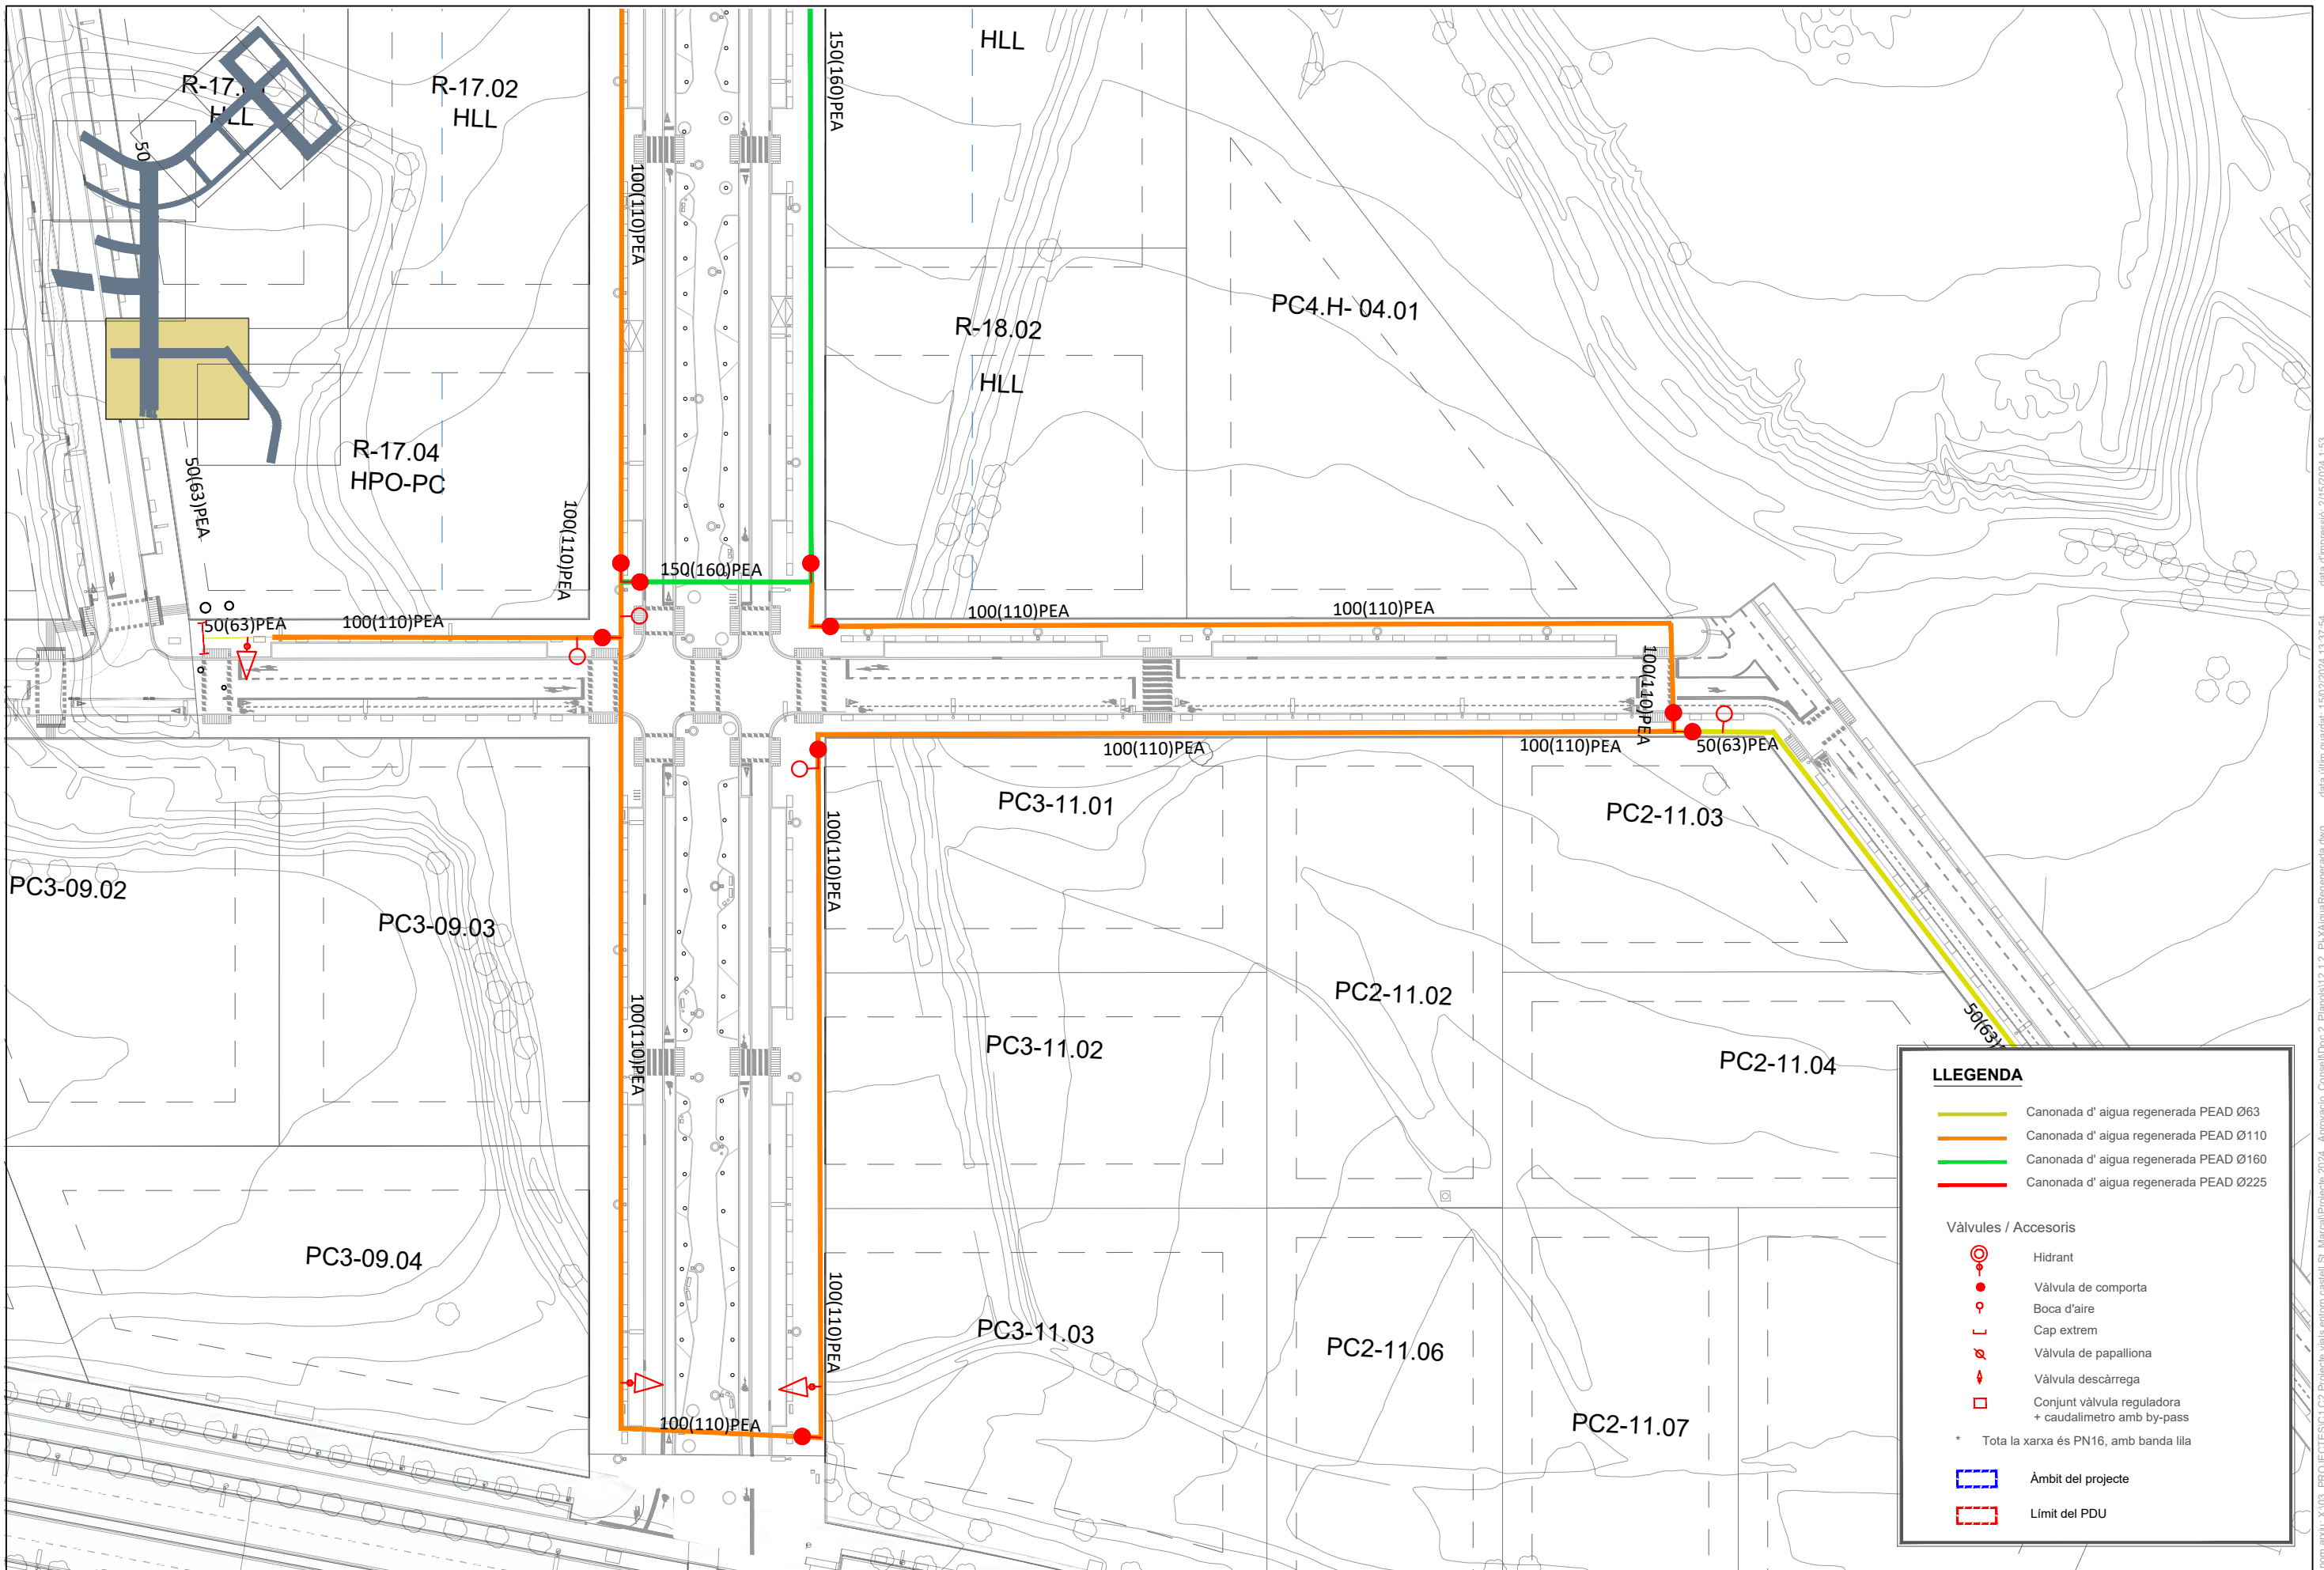 HLL
R-17.02
HLL
HLL
150(160)PEA
100(110)PEA
50
R-18.02
HLL
PC4.H- 04.01
R-17.04
HPO-PC
50(63)PEA
100(110)PEA
150(160)PEA
50(63)PEA
100(110)PEA
100(110)PEA
100(110)PEA
100(110)PEA
100(110)PEA
100(110)PEA
50(63)PEA
PC3-11.01
PC2-11.03
100(110)PEA
PC3-09.02
PC3-09.03
PC2-11.02
100(110)PEA
PC3-11.02
PC2-11.04
50(63)
PC3-09.04
100(110)PEA
PC3-11.03
PC2-11.06
100(110)PEA
PC2-11.07
LLEGENDA
Canonada d' aigua regenerada PEAD Ø63
Canonada d' aigua regenerada PEAD Ø110
Canonada d' aigua regenerada PEAD Ø160
Canonada d' aigua regenerada PEAD Ø225
Vàlvules / Accesoris
Hidrant
Vàlvula de comporta
Boca d'aire
Cap extrem
Vàlvula de papalliona
Vàlvula descàrrega
Conjunt vàlvula reguladora
+ caudalimetro amb by-pass
* Tota la xarxa és PN16, amb banda lila
Àmbit del projecte
Límit del PDU